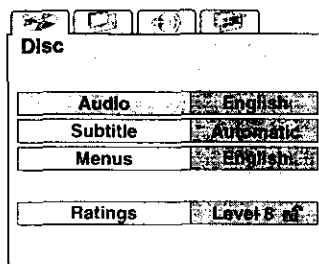 Disc
Audio English
Subtitle Automatic
Menus English
Ratings Level 8